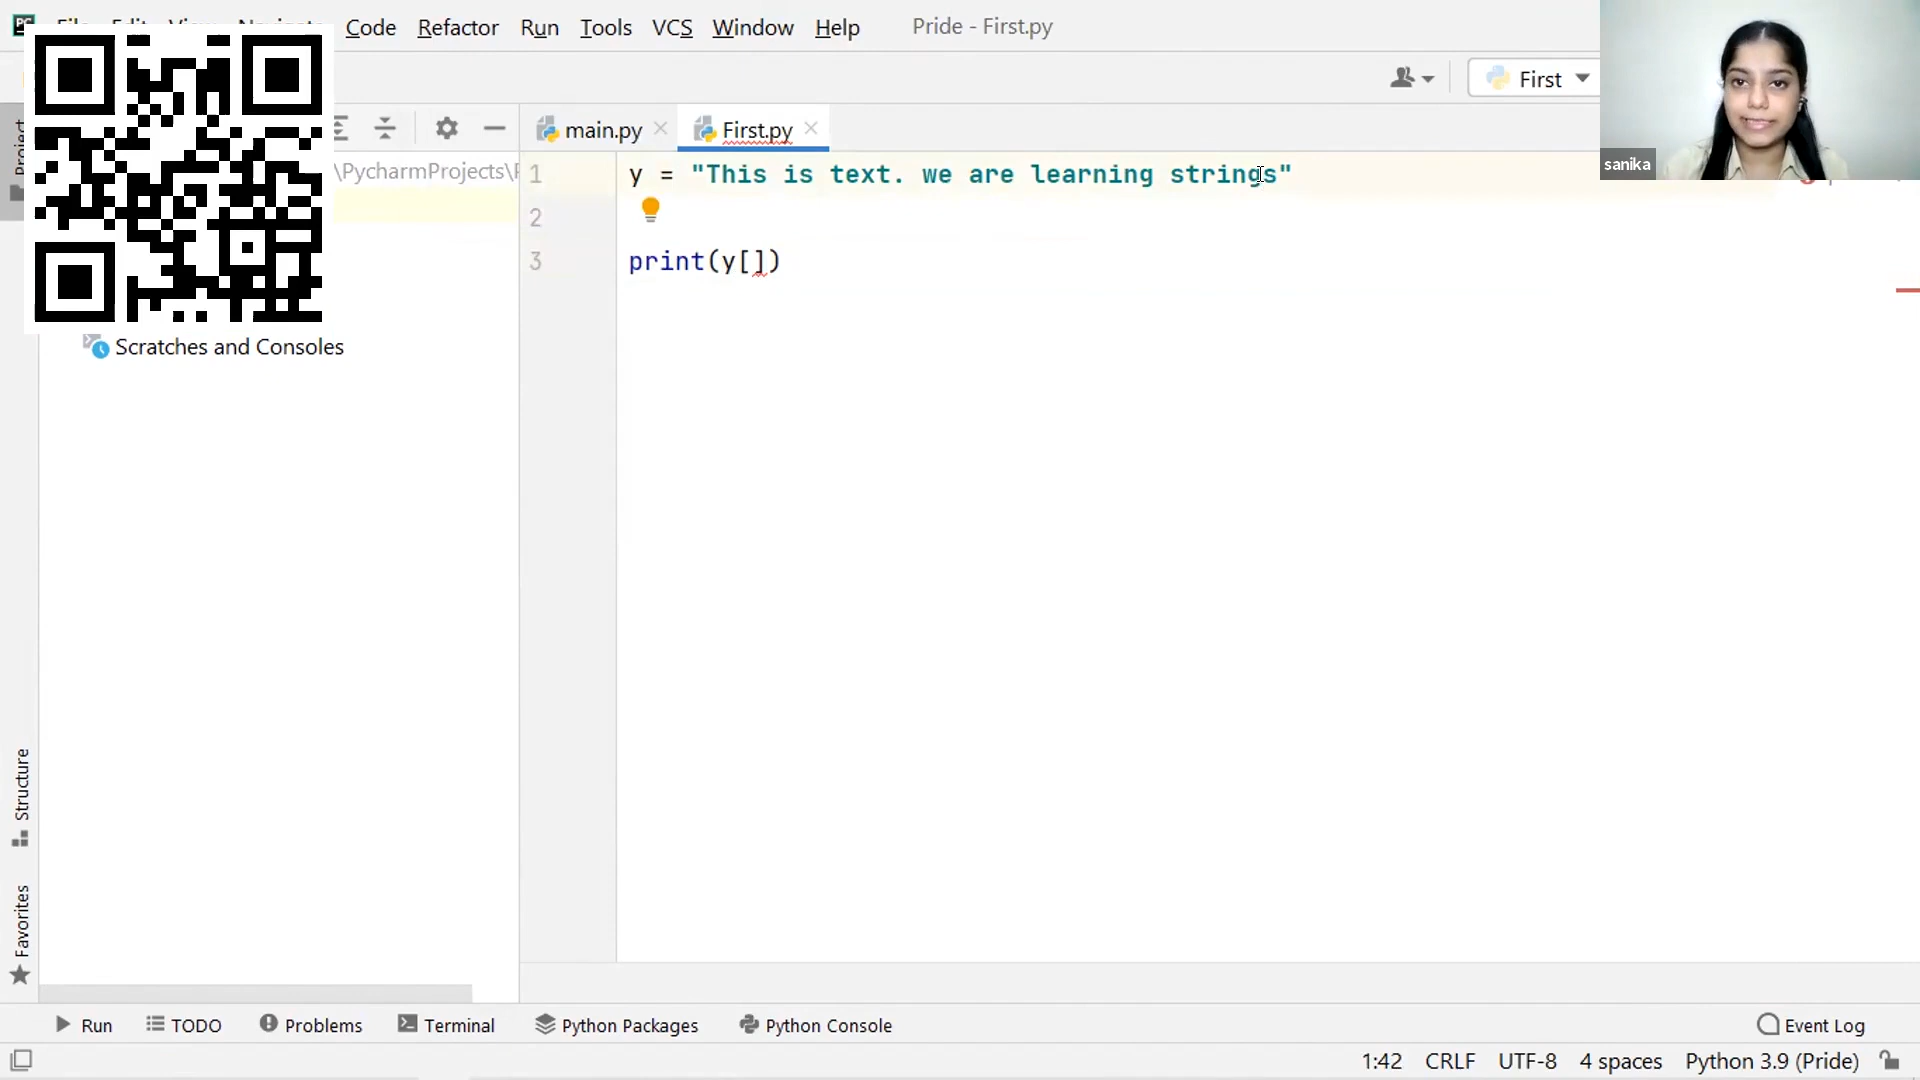 Code Refactor Run Tools VCS Window Help Pride - First.py
First
sanika
main.py First.py
\PycharmProjects\
1 y = "This is text. we are learning strings"
2
3 print(y[])
Project
Scratches and Consoles
Structure
Favorites
Run TODO Problems Terminal Python Packages Python Console Event Log
1:42 CRLF UTF-8 4 spaces Python 3.9 (Pride)